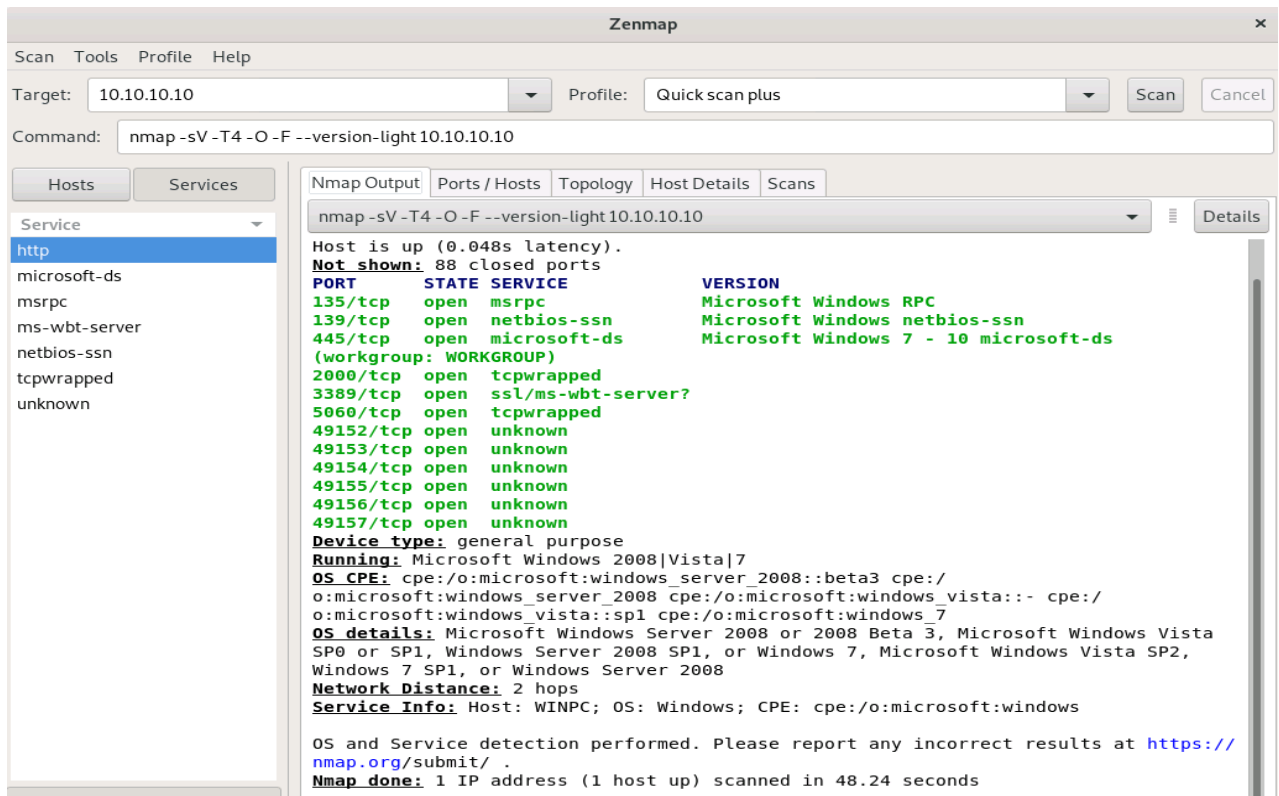 Zenmap
×
Scan Tools Profile Help
Target: 10.10.10.10 Profile: Quick scan plus Scan Cancel
Command: nmap -sV -T4 -O -F --version-light 10.10.10.10
Hosts Services
Service
http
microsoft-ds
msrpc
ms-wbt-server
netbios-ssn
tcpwrapped
unknown
Nmap Output Ports / Hosts Topology Host Details Scans
nmap -sV -T4 -O -F --version-light 10.10.10.10 Details
Host is up (0.048s latency).
Not shown: 88 closed ports
PORT STATE SERVICE VERSION
135/tcp open msrpc Microsoft Windows RPC
139/tcp open netbios-ssn Microsoft Windows netbios-ssn
445/tcp open microsoft-ds Microsoft Windows 7 - 10 microsoft-ds
(workgroup: WORKGROUP)
2000/tcp open tcpwrapped
3389/tcp open ssl/ms-wbt-server?
5060/tcp open tcpwrapped
49152/tcp open unknown
49153/tcp open unknown
49154/tcp open unknown
49155/tcp open unknown
49156/tcp open unknown
49157/tcp open unknown
Device type: general purpose
Running: Microsoft Windows 2008|Vista|7
OS CPE: cpe:/o:microsoft:windows_server_2008::beta3 cpe:/
o:microsoft:windows_server_2008 cpe:/o:microsoft:windows_vista::- cpe:/
o:microsoft:windows_vista::sp1 cpe:/o:microsoft:windows_7
OS details: Microsoft Windows Server 2008 or 2008 Beta 3, Microsoft Windows Vista
SP0 or SP1, Windows Server 2008 SP1, or Windows 7, Microsoft Windows Vista SP2,
Windows 7 SP1, or Windows Server 2008
Network Distance: 2 hops
Service Info: Host: WINPC; OS: Windows; CPE: cpe:/o:microsoft:windows
OS and Service detection performed. Please report any incorrect results at https://
nmap.org/submit/ .
Nmap done: 1 IP address (1 host up) scanned in 48.24 seconds